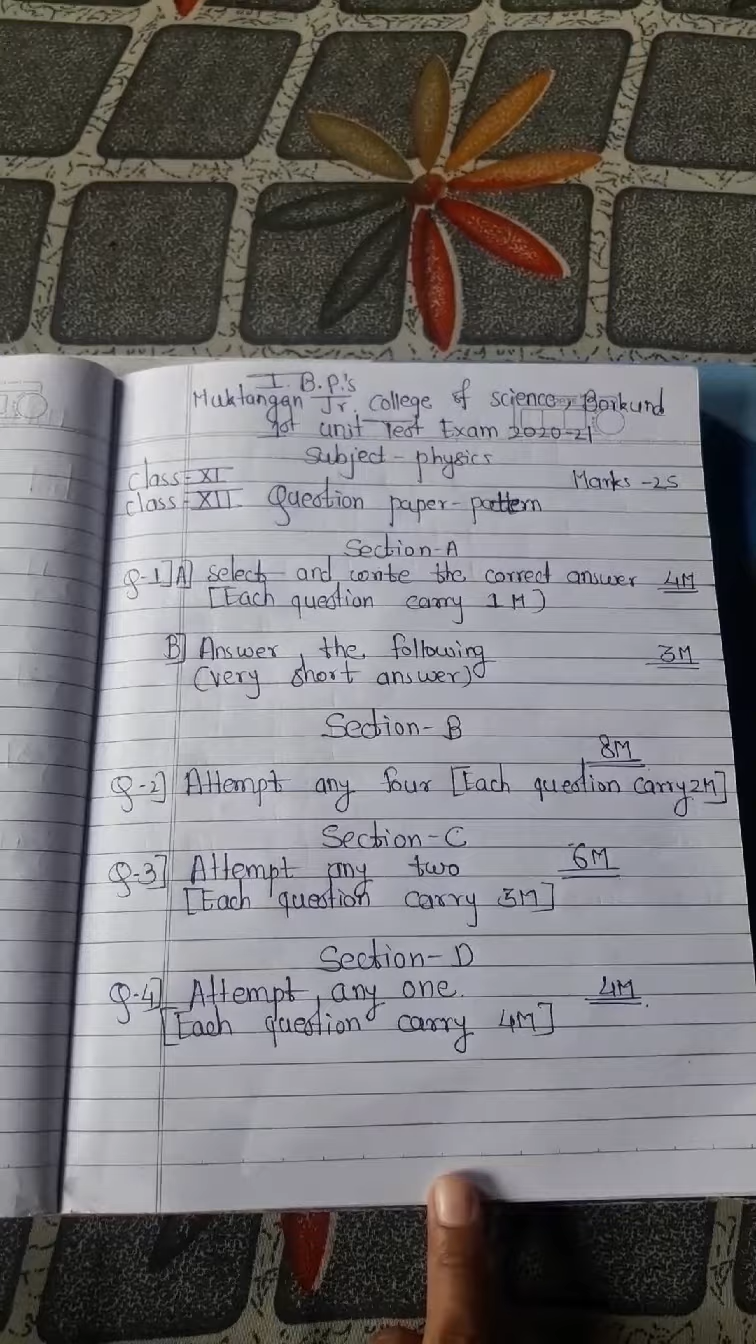 I. B.P.'s
Muktangan Jr. college of science, Borkund
1st unit Test Exam 2020-21
Subject - physics
class = XI
Marks - 25
class = XII Question paper - pattern
Section - A
Q-1] A] select and write the correct answer 4M
[Each question carry 1M]
B] Answer the following 3M
(very short answer)
Section - B
8M
Q-2] Attempt any four [Each question carry 2M]
Section - C
Q-3] Attempt any two 6M
[Each question carry 3M]
Section - D
Q-4] Attempt any one. 4M
[Each question carry 4M]